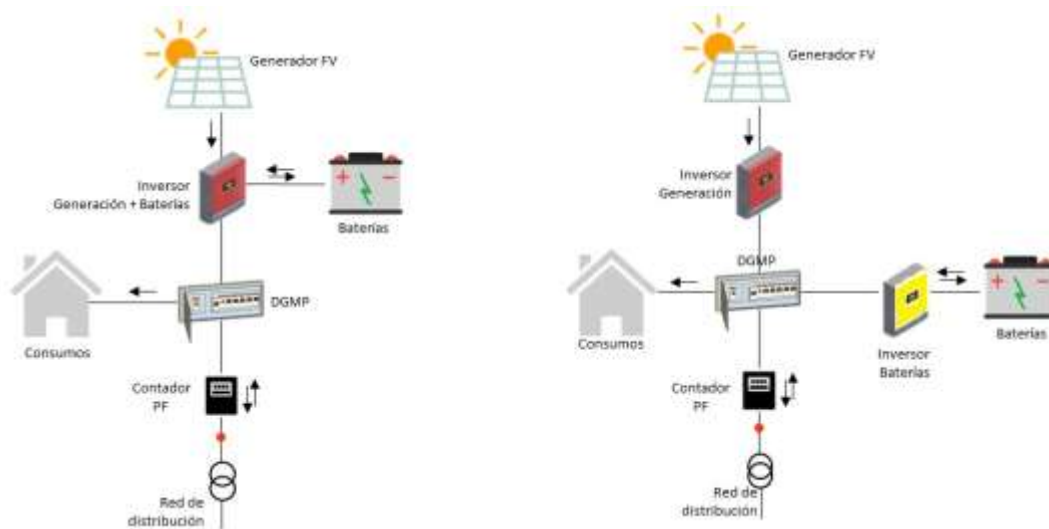 Generador FV
Inversor
Generación + Baterías
Baterías
DGMP
Consumos
Contador
PF
Red de
distribución
Generador FV
Inversor
Generación
DGMP
Baterías
Consumos
Inversor
Baterías
Contador
PF
Red de
distribución